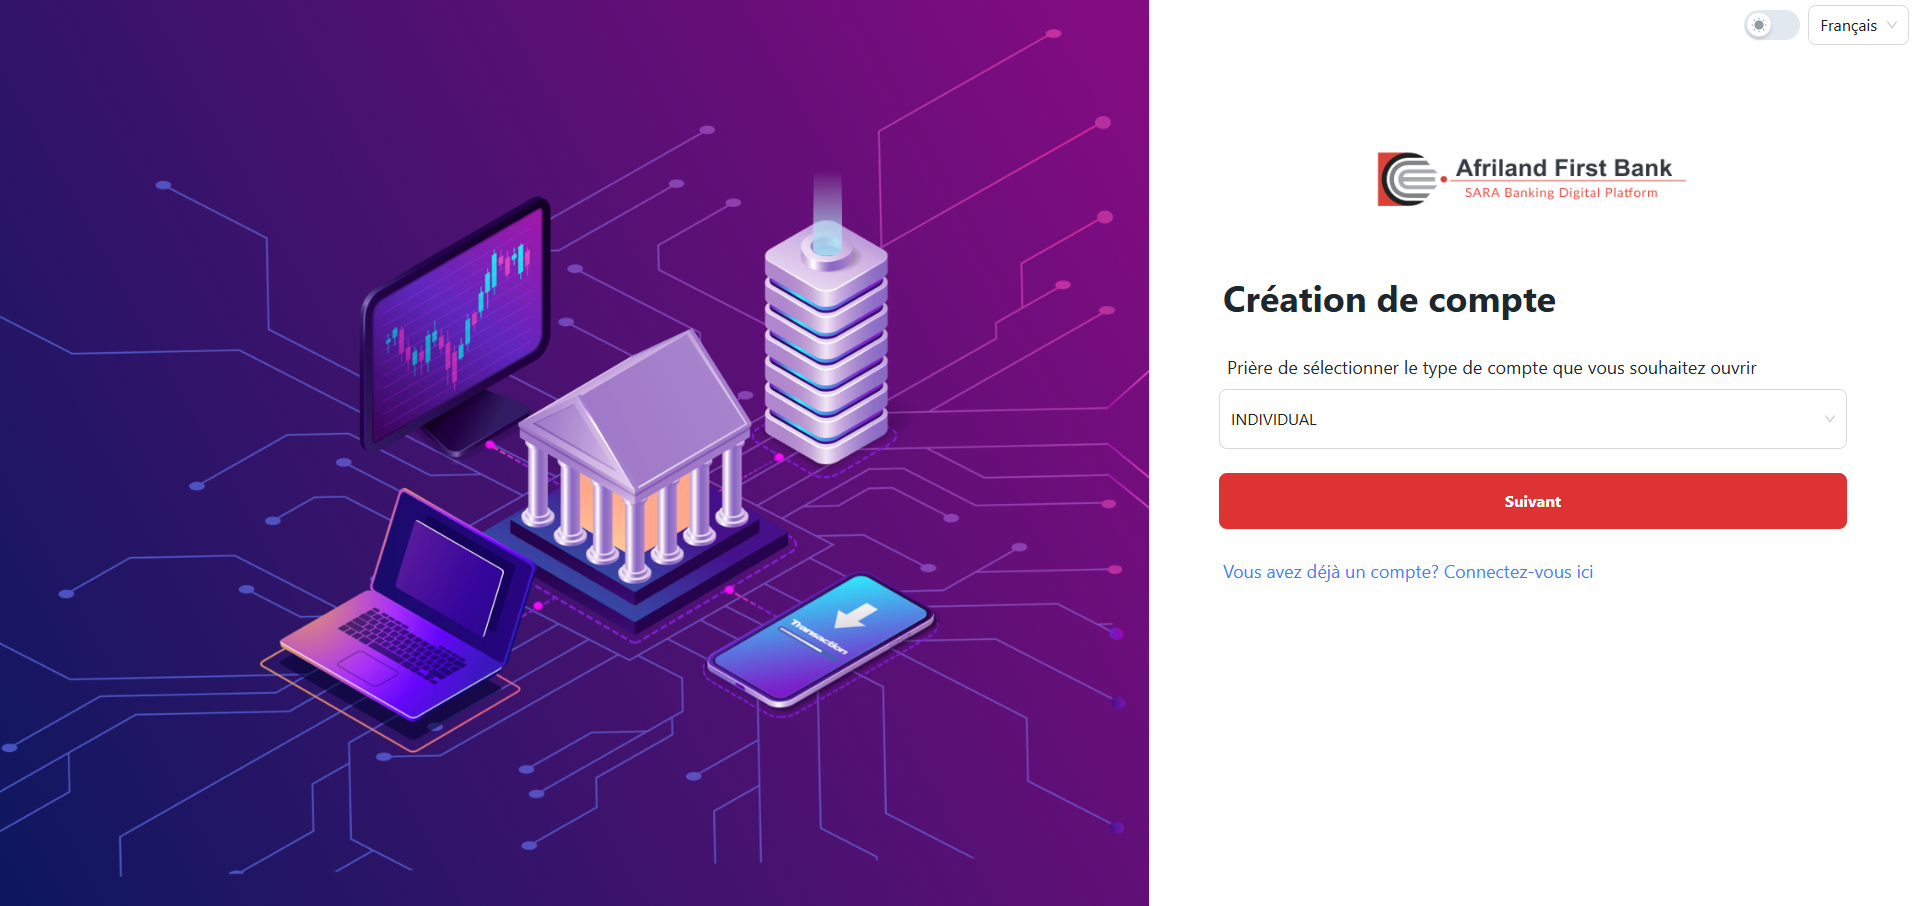 Français
Afriland First Bank
SARA Banking Digital Platform
Création de compte
Prière de sélectionner le type de compte que vous souhaitez ouvrir
INDIVIDUAL
Suivant
Vous avez déjà un compte? Connectez-vous ici
Transaction